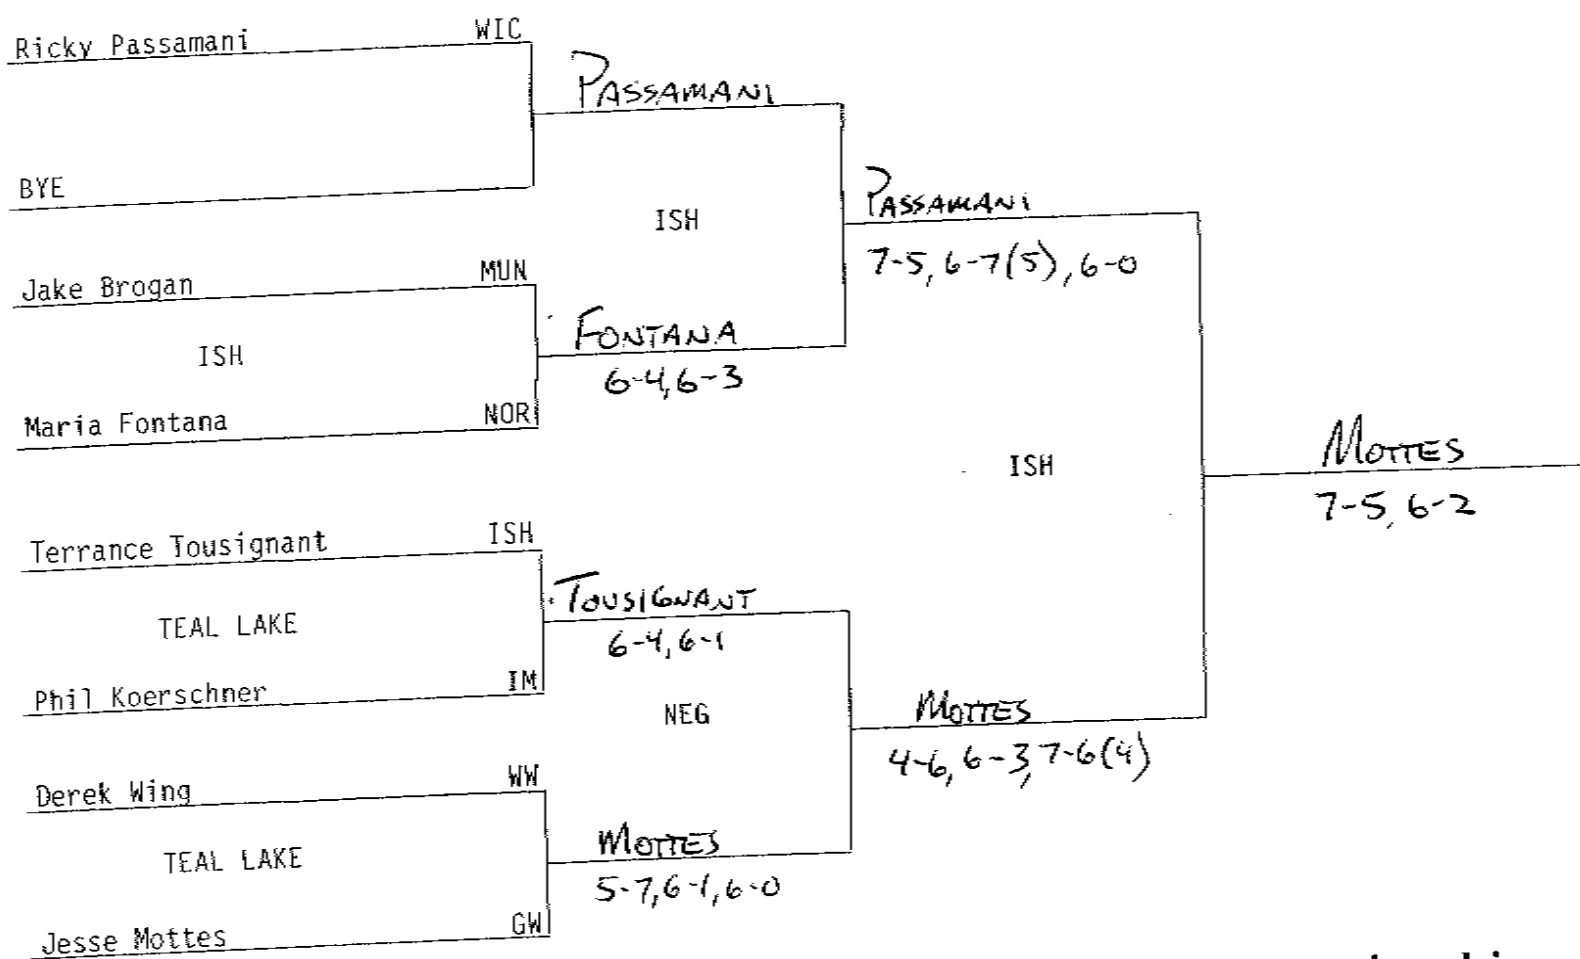 Ricky Passamani WIC
PASSAMANI
BYE
ISH
PASSAMANI
7-5, 6-7(5), 6-0
Jake Brogan MUN
ISH
FONTANA
6-4, 6-3
Maria Fontana NOR
ISH
MOTTES
7-5, 6-2
Terrance Tousignant ISH
TEAL LAKE
TOUSIGNANT
6-4, 6-1
Phil Koerschner IM
NEG
MOTTES
4-6, 6-3, 7-6(4)
Derek Wing WW
TEAL LAKE
MOTTES
5-7, 6-1, 6-0
Jesse Mottes GW